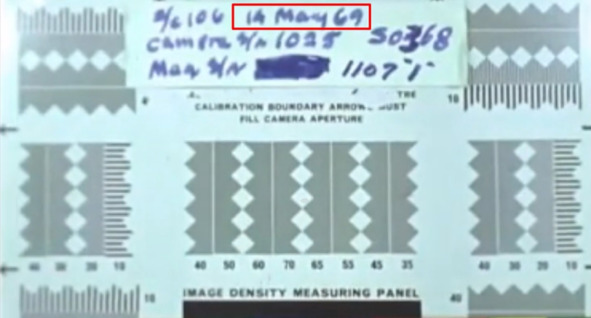 S/C 106 14 May 69
Camera S/N 1025 SO368
Mag S/N 1107 "I"
THE
CALIBRATION BOUNDARY ARROWS MUST
FILL CAMERA APERTURE
10
40 30 20 10
40 50 60 70 65 55 45 35
40 30 20 10
10
IMAGE DENSITY MEASURING PANEL
40